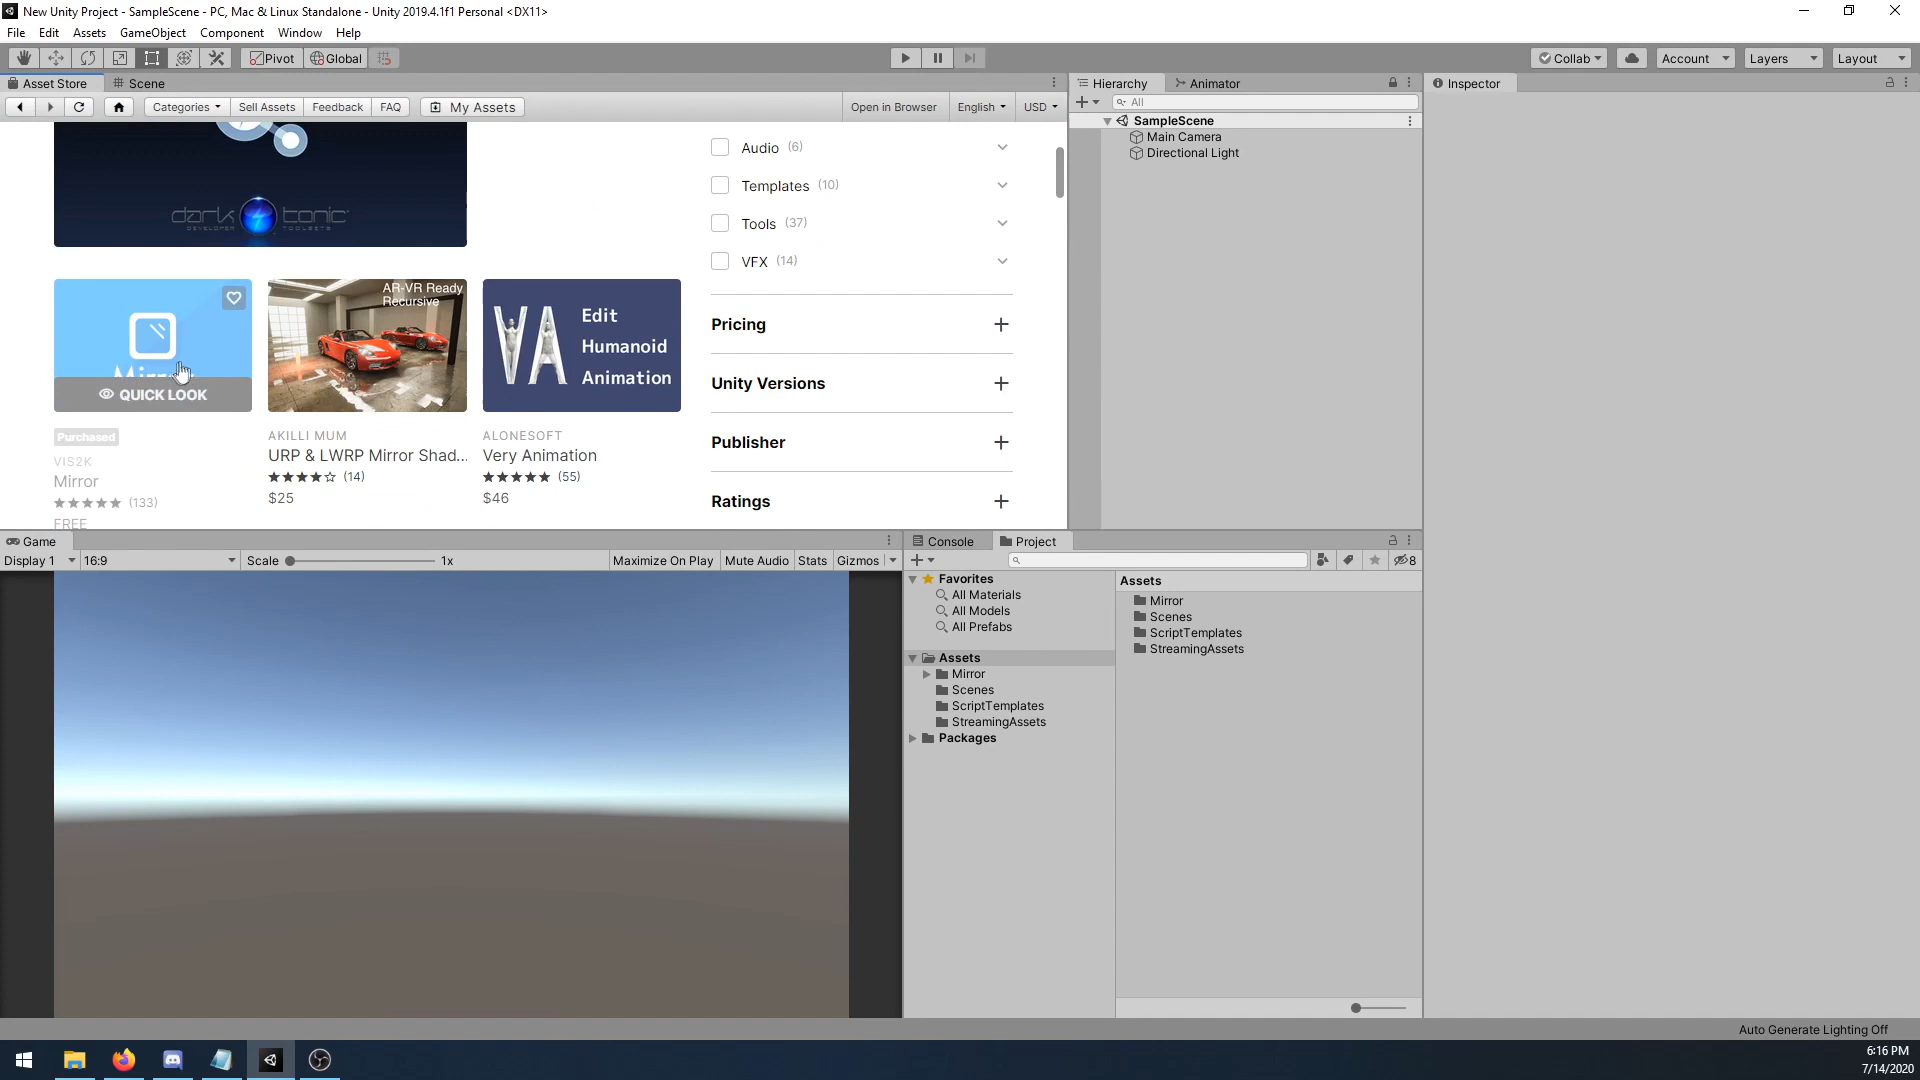 New Unity Project - SampleScene - PC, Mac & Linux Standalone - Unity 2019.4.1f1 Personal <DX11>
File Edit Assets GameObject Component Window Help
Pivot Global Collab Account Layers Layout
Asset Store Scene
Categories Sell Assets Feedback FAQ My Assets Open in Browser English USD
dark tonic
DEVELOPER TOOLSETS
QUICK LOOK
Purchased
VIS2K
Mirror
(133)
FREE
AR-VR Ready
Recursive
AKILLI MUM
URP & LWRP Mirror Shad...
(14)
$25
VA
Edit
Humanoid
Animation
ALONESOFT
Very Animation
(55)
$46
Audio (6)
Templates (10)
Tools (37)
VFX (14)
Pricing
Unity Versions
Publisher
Ratings
Hierarchy Animator
All
SampleScene
Main Camera
Directional Light
Inspector
Game
Display 1 16:9 Scale 1x Maximize On Play Mute Audio Stats Gizmos
Console Project
8
Favorites
All Materials
All Models
All Prefabs
Assets
Mirror
Scenes
ScriptTemplates
StreamingAssets
Packages
Assets
Mirror
Scenes
ScriptTemplates
StreamingAssets
Auto Generate Lighting Off
6:16 PM
7/14/2020